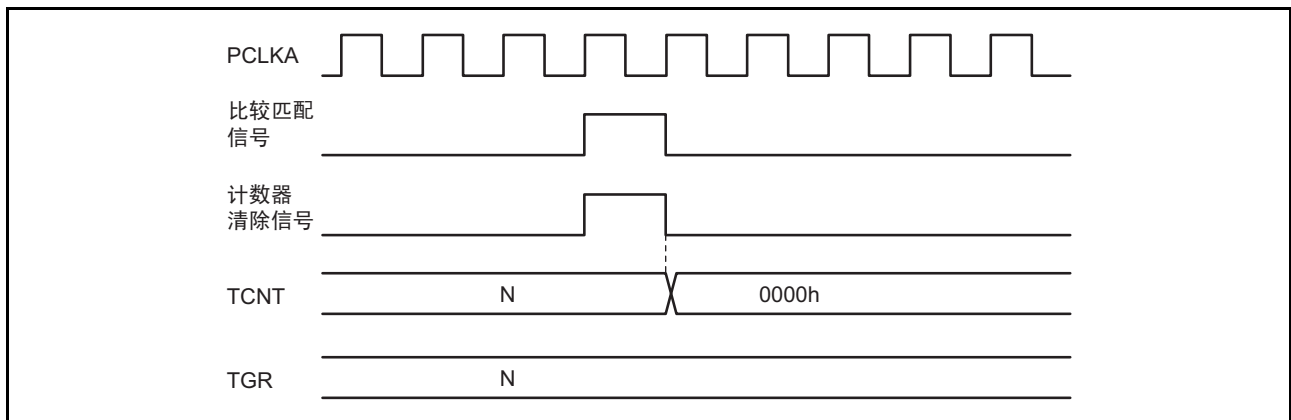 PCLKA
比较匹配
信号
计数器
清除信号
TCNT N 0000h
TGR N